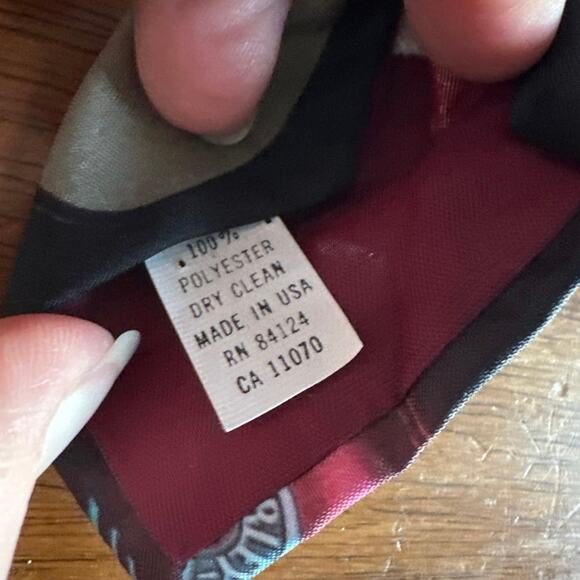 100%
POLYESTER
DRY CLEAN
MADE IN USA
RN 84124
CA 11070